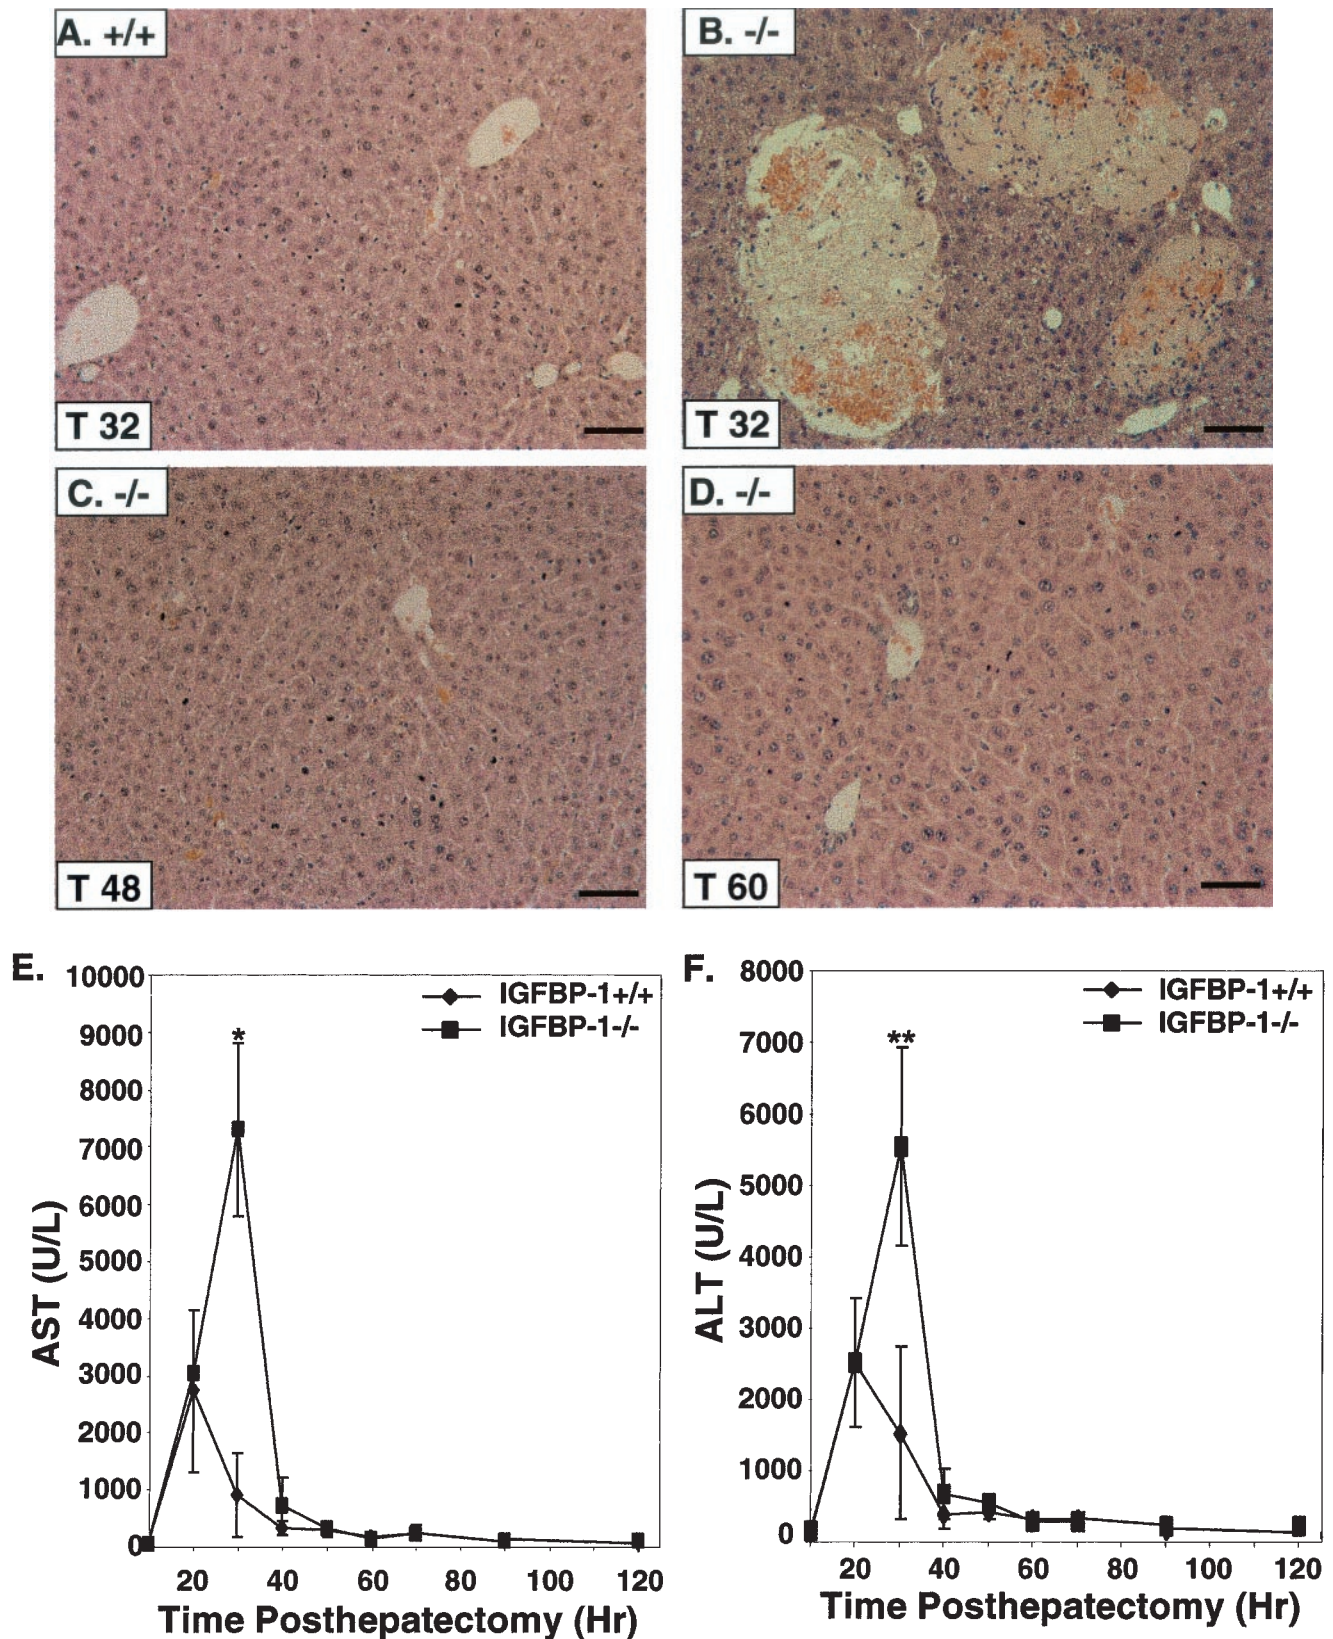 A. +/+
B. -/-
T 32
T 32
C. -/-
D. -/-
T 48
T 60
E.
10000
9000
8000
7000
6000
5000
4000
3000
2000
1000
0
AST (U/L)
*
IGFBP-1+/+
IGFBP-1-/-
20 40 60 80 100 120
Time Posthepatectomy (Hr)
F.
8000
7000
6000
5000
4000
3000
2000
1000
0
ALT (U/L)
**
IGFBP-1+/+
IGFBP-1-/-
20 40 60 80 100 120
Time Posthepatectomy (Hr)